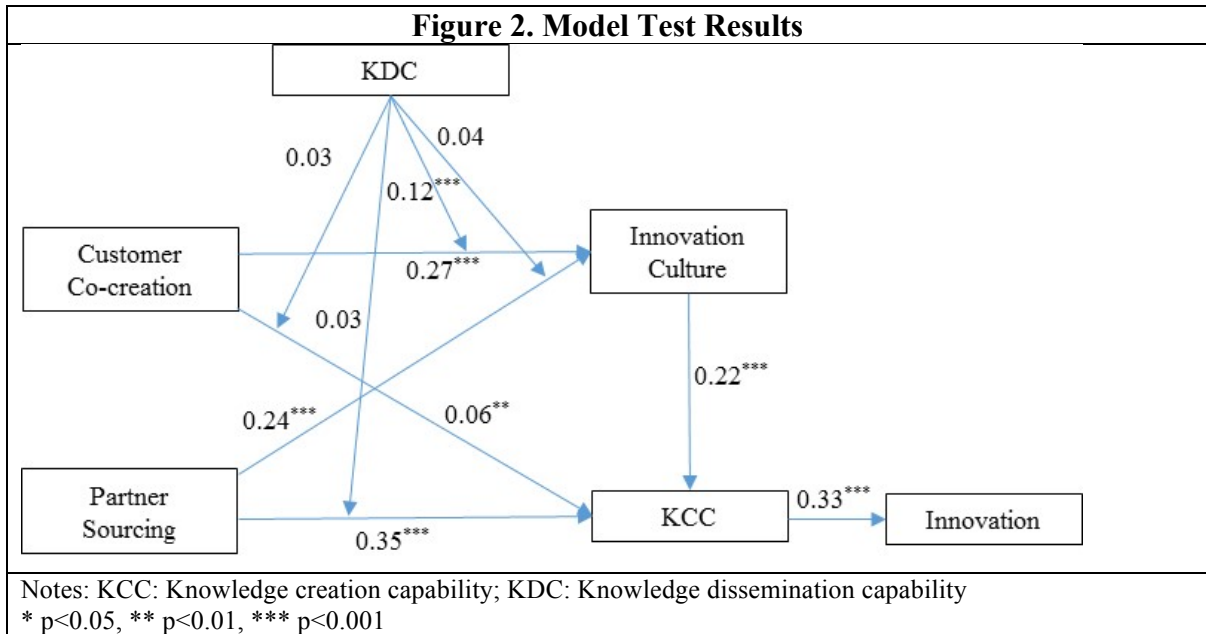 Figure 2. Model Test Results
KDC
0.04
0.03
0.12***
Customer
Co-creation
Innovation
Culture
0.27***
0.03
0.22***
0.24***
0.06**
Partner
Sourcing
0.35***
KCC
0.33***
Innovation
Notes: KCC: Knowledge creation capability; KDC: Knowledge dissemination capability
* p<0.05, ** p<0.01, *** p<0.001